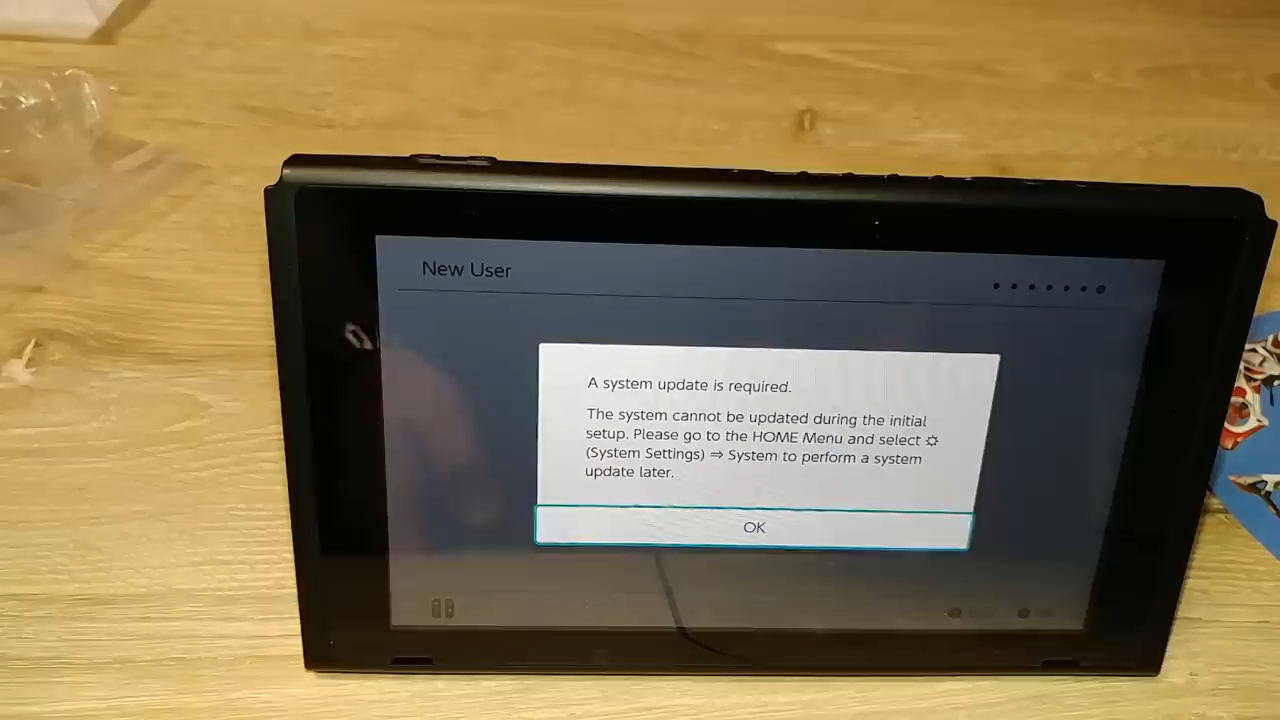 New User
A system update is required.
The system cannot be updated during the initial
setup. Please go to the HOME Menu and select
(System Settings) ⇒ System to perform a system
update later.
OK